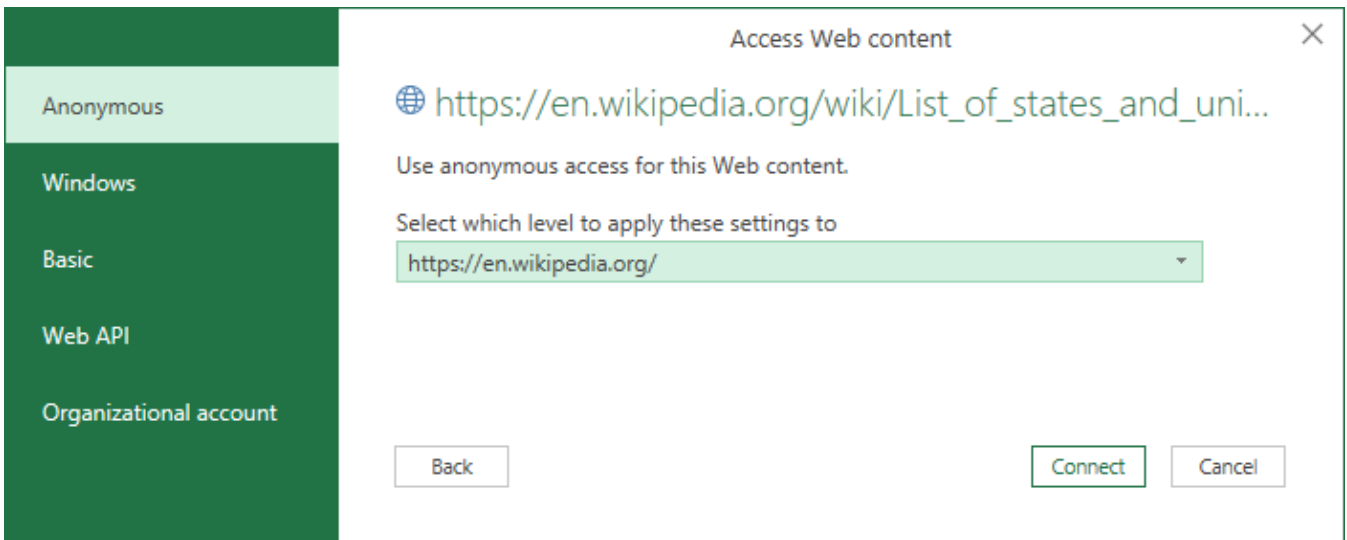 Access Web content
Anonymous
Windows
Basic
Web API
Organizational account
https://en.wikipedia.org/wiki/List_of_states_and_uni...
Use anonymous access for this Web content.
Select which level to apply these settings to
https://en.wikipedia.org/
Back
Connect
Cancel